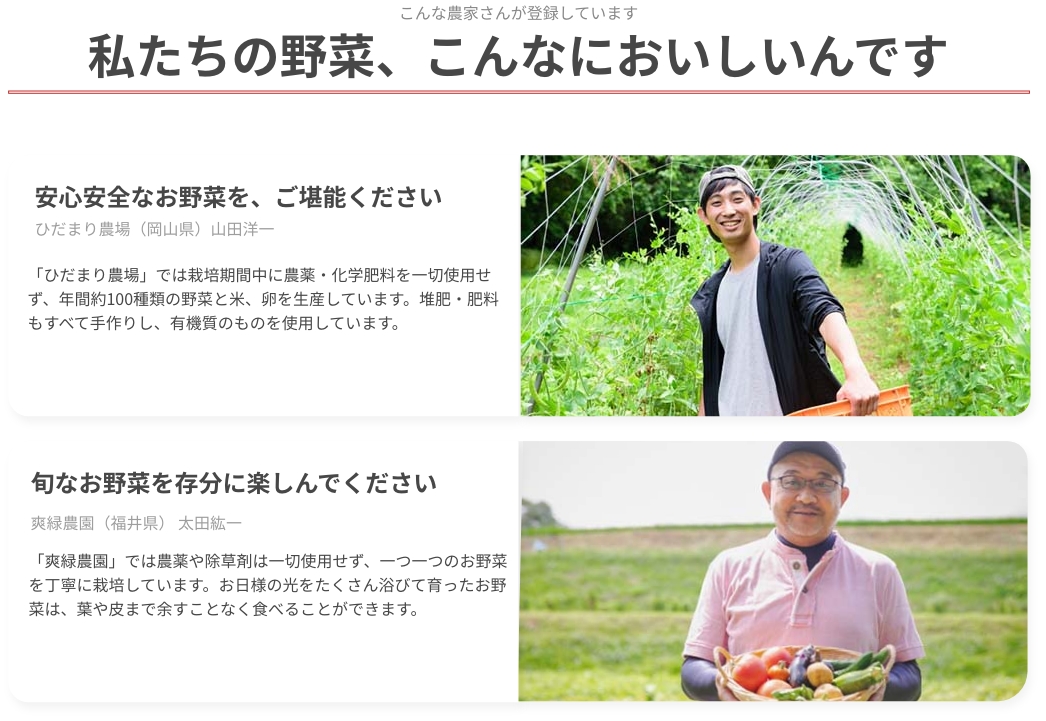 こんな農家さんが登録しています
私たちの野菜、こんなにおいしいんです
安心安全なお野菜を、ご堪能ください
ひだまり農場（岡山県）山田洋一
「ひだまり農場」では栽培期間中に農薬・化学肥料を一切使用せ
ず、年間約100種類の野菜と米、卵を生産しています。堆肥・肥料
もすべて手作りし、有機質のものを使用しています。
旬なお野菜を存分に楽しんでください
爽緑農園（福井県） 太田紘一
「爽緑農園」では農薬や除草剤は一切使用せず、一つ一つのお野菜
を丁寧に栽培しています。お日様の光をたくさん浴びて育ったお野
菜は、葉や皮まで余すことなく食べることができます。